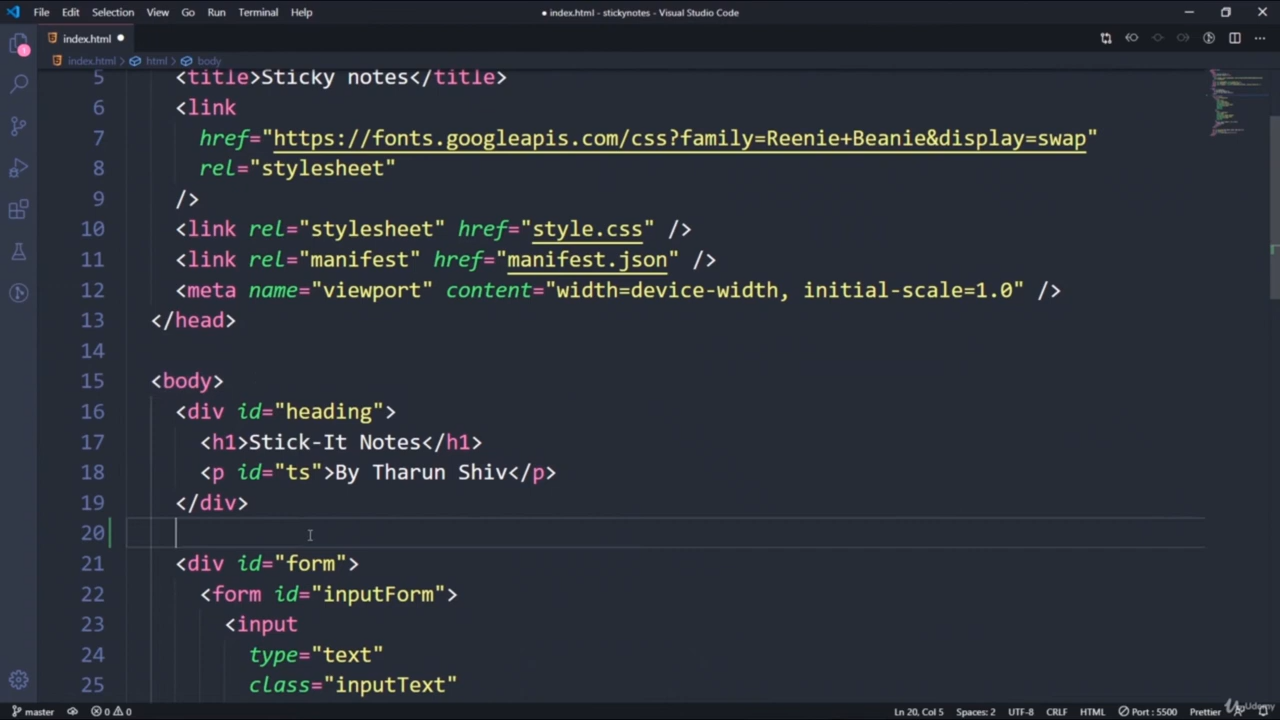 File Edit Selection View Go Run Terminal Help
● index.html - stickynotes - Visual Studio Code
index.html ●
index.html > html > body
1
5 <title>Sticky notes</title>
6 <link
7 href="https://fonts.googleapis.com/css?family=Reenie+Beanie&display=swap"
8 rel="stylesheet"
9 />
10 <link rel="stylesheet" href="style.css" />
11 <link rel="manifest" href="manifest.json" />
12 <meta name="viewport" content="width=device-width, initial-scale=1.0" />
13 </head>
14
15 <body>
16 <div id="heading">
17 <h1>Stick-It Notes</h1>
18 <p id="ts">By Tharun Shiv</p>
19 </div>
20
21 <div id="form">
22 <form id="inputForm">
23 <input
24 type="text"
25 class="inputText"
master 0 0 Ln 20, Col 5 Spaces: 2 UTF-8 CRLF HTML Port : 5500 Prettier
Udemy